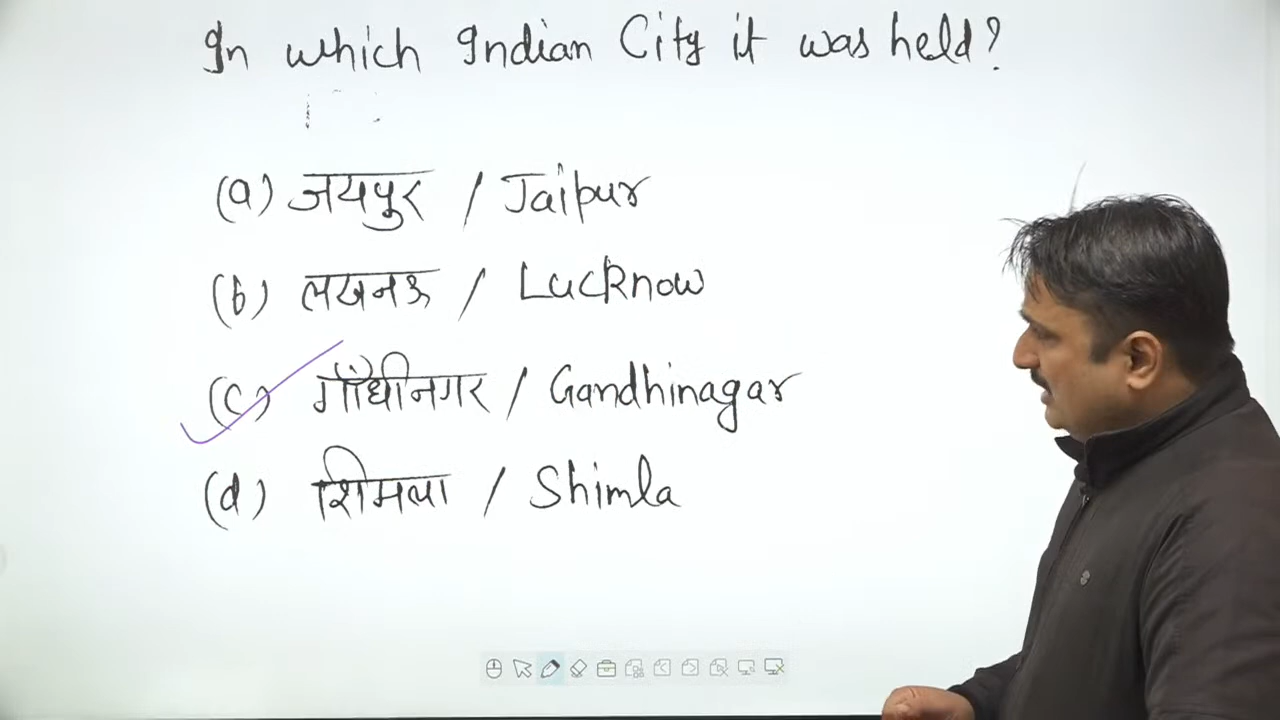 In which Indian City it was held?
(a) जयपुर / Jaipur
(b) लखनऊ / Lucknow
(c) गाँधीनगर / Gandhinagar
(d) शिमला / Shimla